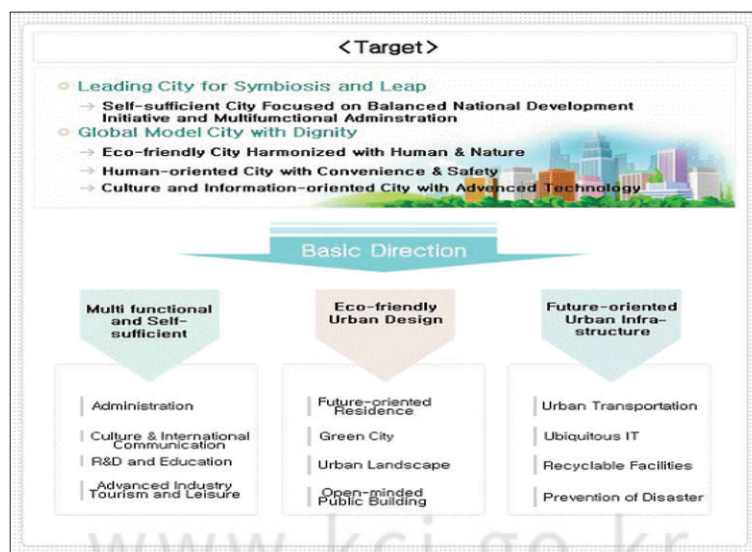 <Target>
Leading City for Symbiosis and Leap
→ Self-sufficient City Focused on Balanced National Development
Initiative and Multifumctional Adminstration
Global Model City with Dignity
→ Eco-friendly City Harmonized with Human & Nature
→ Human-oriented City with Convenience & Safety
→ Culture and Information-oriented City with Advanced Technology
Basic Direction
Multi functional
and Self-
sufficient
Administration
Culture & International
Communication
R&D and Education
Advanced Industry
Tourism and Leisure
Eco-friendly
Urban Design
Future-oriented
Residence
Green City
Urban Landscape
Open-minded
Public Building
Future-oriented
Urban Infra-
structure
Urban Transportation
Ubiquitous IT
Recyclable Facilities
Prevention of Disaster
www.kci.go.kr